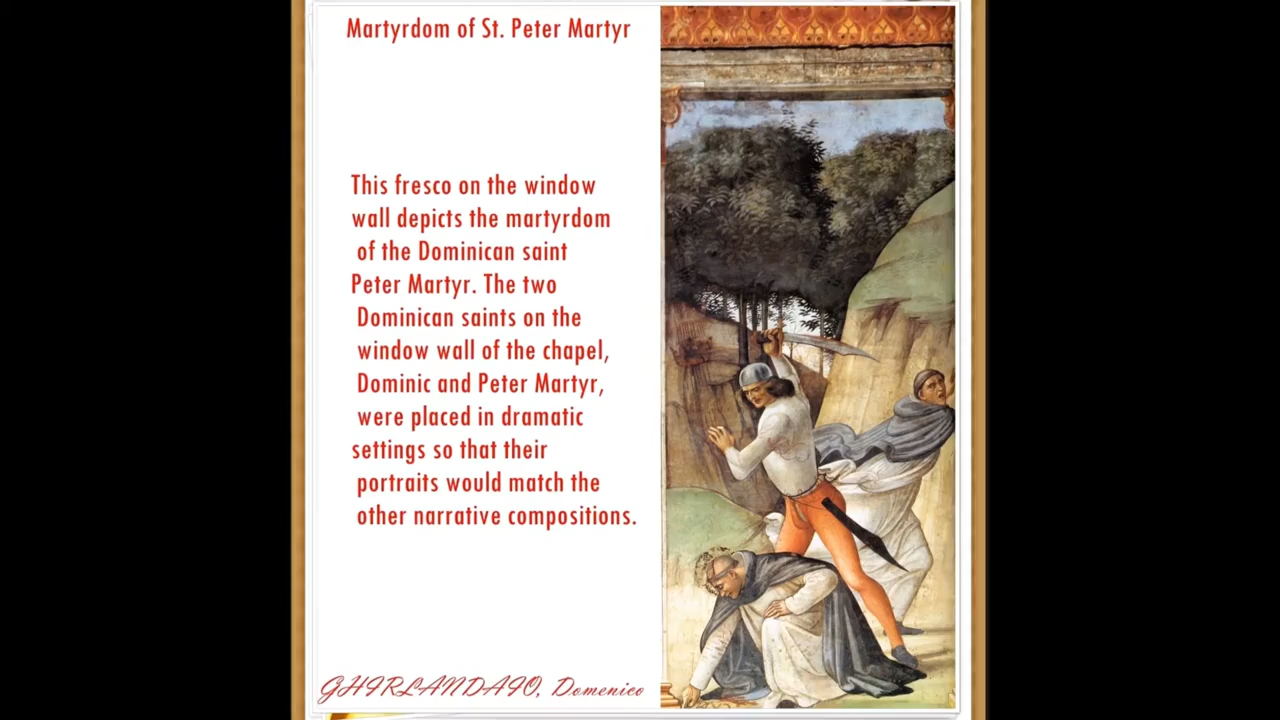 Martyrdom of St. Peter Martyr
This fresco on the window
wall depicts the martyrdom
of the Dominican saint
Peter Martyr. The two
Dominican saints on the
window wall of the chapel,
Dominic and Peter Martyr,
were placed in dramatic
settings so that their
portraits would match the
other narrative compositions.
GHIRLANDAIO, Domenico